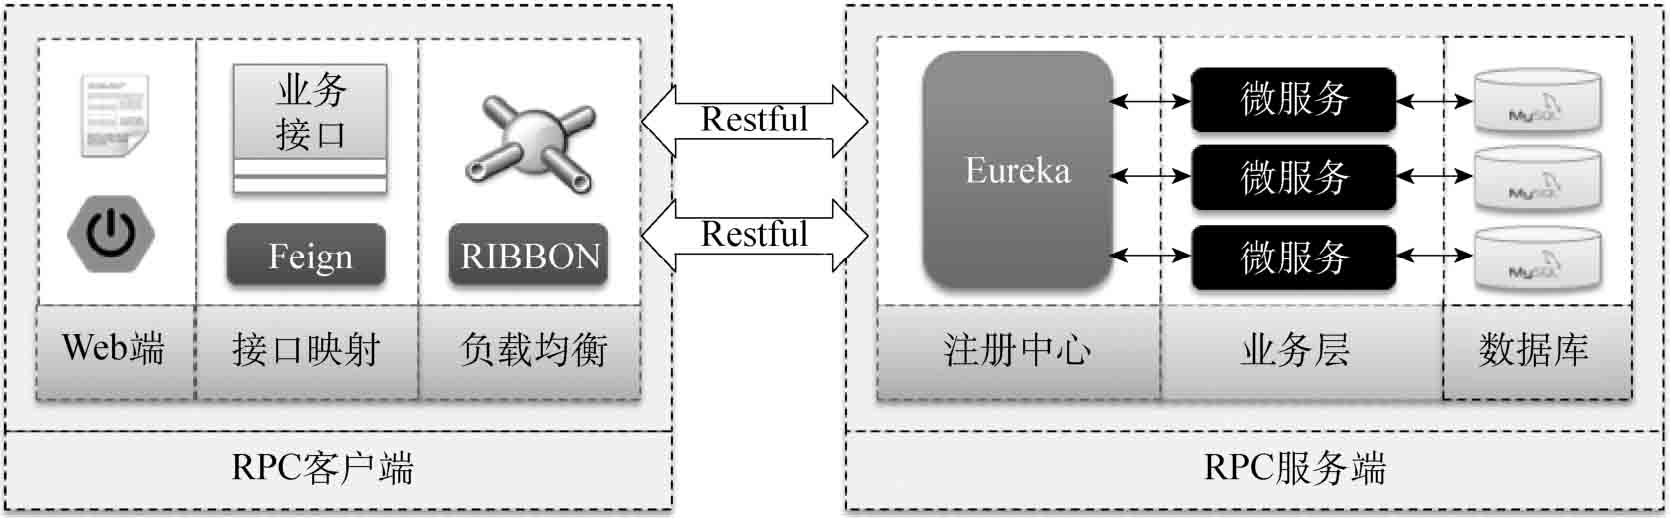 业务
接口
Feign
RIBBON
Web端
接口映射
负载均衡
RPC客户端
Restful
Restful
Eureka
微服务
微服务
微服务
MySQL
MySQL
MySQL
注册中心
业务层
数据库
RPC服务端